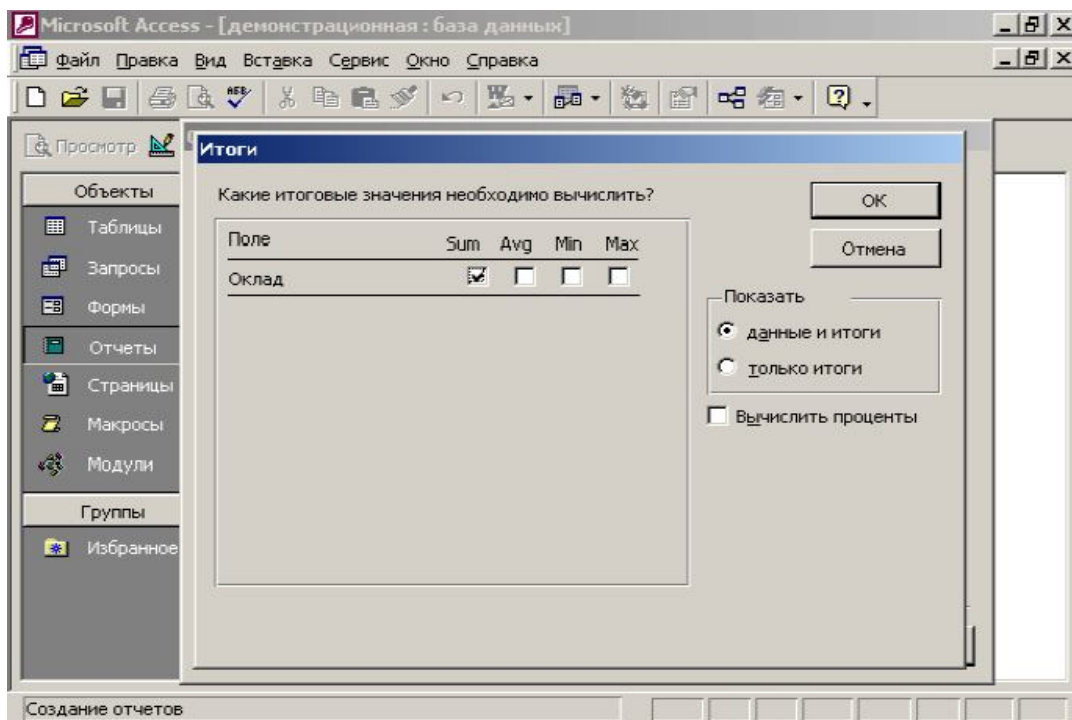 Microsoft Access - [демонстрационная : база данных]
Файл Правка Вид Вставка Сервис Окно Справка
Просмотр
Итоги
Объекты
Таблицы
Запросы
Формы
Отчеты
Страницы
Макросы
Модули
Группы
Избранное
Какие итоговые значения необходимо вычислить?
Поле Sum Avg Min Max
Оклад
ОК
Отмена
Показать
данные и итоги
только итоги
Вычислить проценты
Создание отчетов